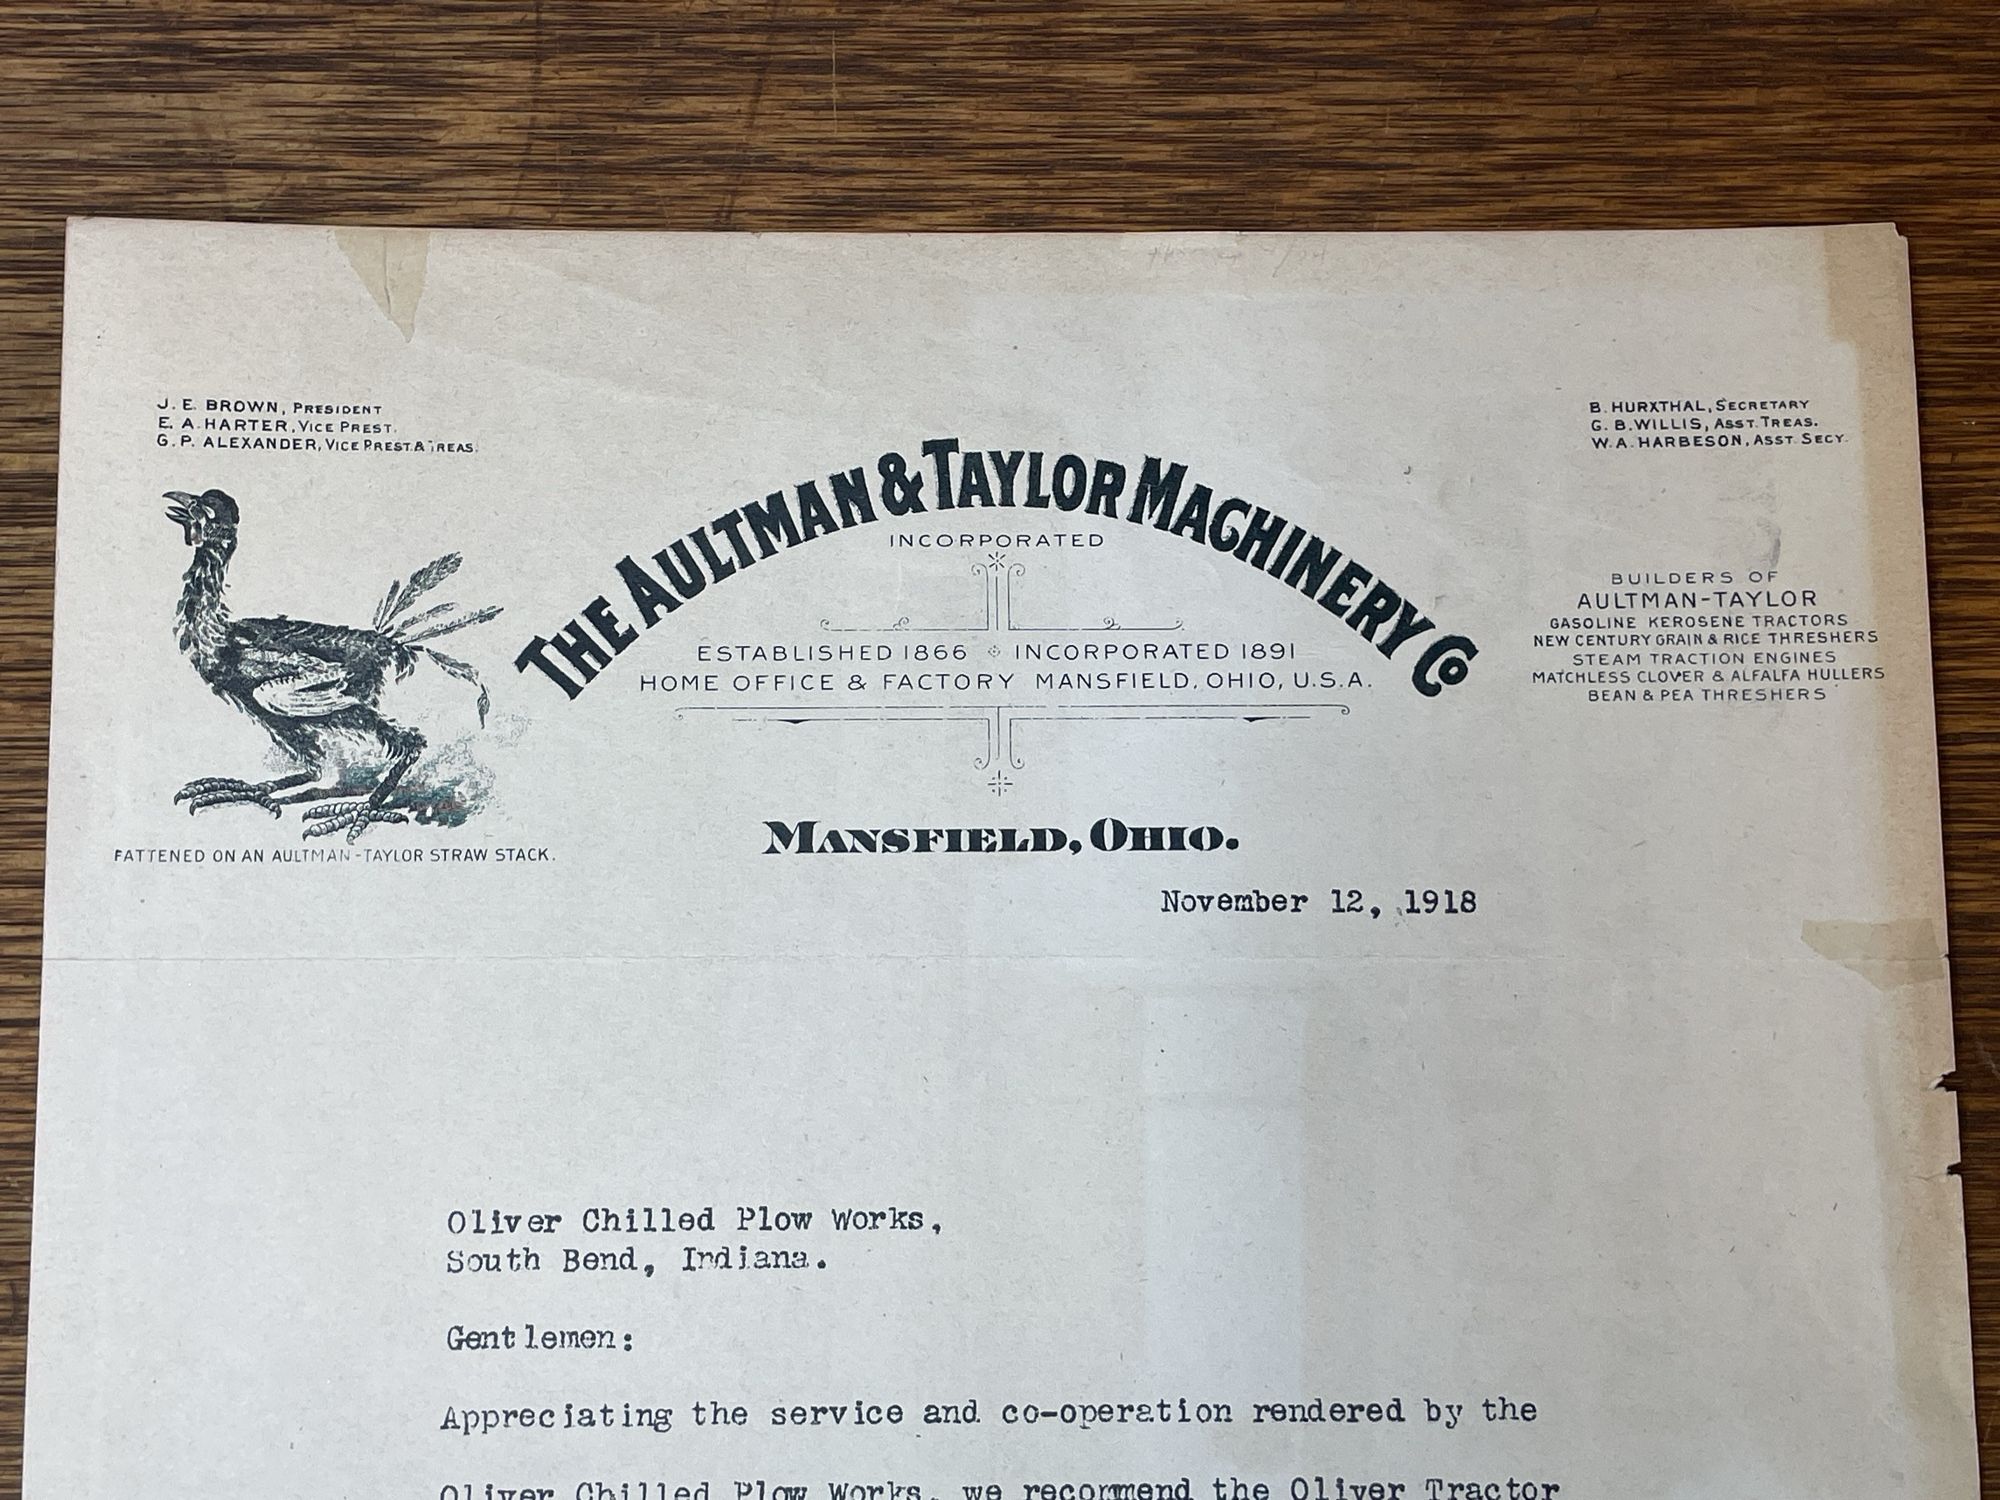 J. E. BROWN, PRESIDENT
E. A. HARTER, VICE PREST.
G. P. ALEXANDER, VICE PREST. & TREAS.
B. HURXTHAL, SECRETARY
G. B. WILLIS, ASST. TREAS.
W. A. HARBESON, ASST. SECY.
THE AULTMAN & TAYLOR MACHINERY CO
INCORPORATED
ESTABLISHED 1866 INCORPORATED 1891
HOME OFFICE & FACTORY MANSFIELD, OHIO, U.S.A.
BUILDERS OF
AULTMAN-TAYLOR
GASOLINE KEROSENE TRACTORS
NEW CENTURY GRAIN & RICE THRESHERS
STEAM TRACTION ENGINES
MATCHLESS CLOVER & ALFALFA HULLERS
BEAN & PEA THRESHERS
FATTENED ON AN AULTMAN-TAYLOR STRAW STACK.
MANSFIELD, OHIO.
November 12, 1918
Oliver Chilled Plow Works,
South Bend, Indiana.
Gentlemen:
Appreciating the service and co-operation rendered by the
Oliver Chilled Plow Works, we recommend the Oliver Tractor